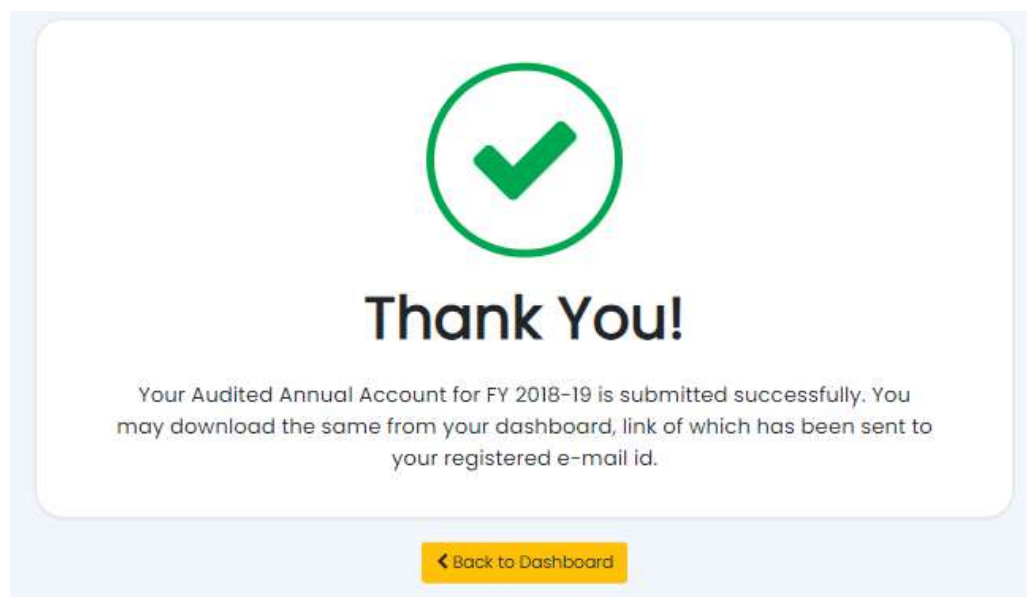 Thank You!
Your Audited Annual Account for FY 2018-19 is submitted successfully. You
may download the same from your dashboard, link of which has been sent to
your registered e-mail id.
Back to Dashboard